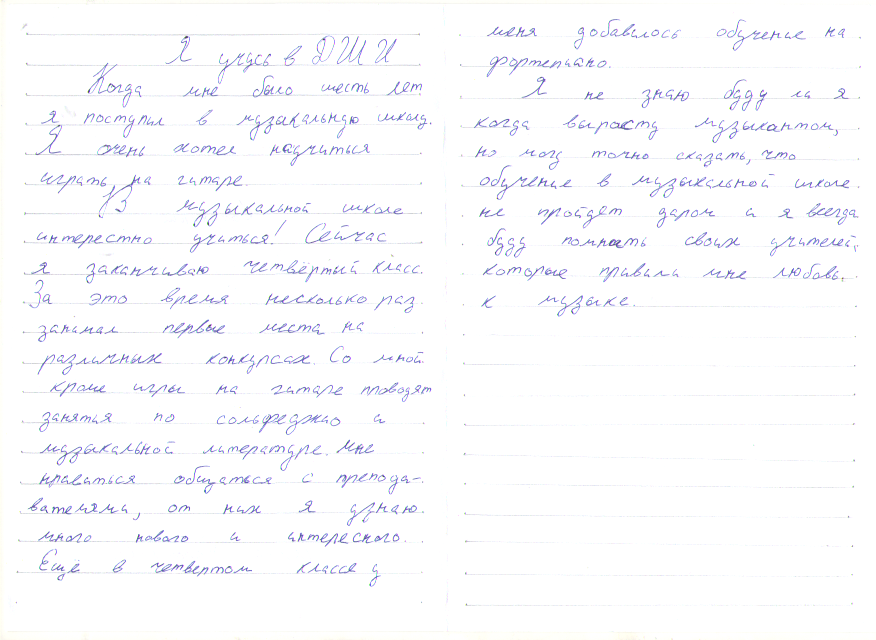 Я учусь в ДШИ
Когда мне было шесть лет
я поступил в музыкальную школу.
Я очень хотел научиться
играть на гитаре.
В музыкальной школе
интерестно учиться! Сейчас
я заканчиваю четвёртый класс.
За это время несколько раз
занимал первые места на
различных конкурсах. Со мной
кроме игры на гитаре проводят
занятия по сольфеджио и
музыкальной литературе. Мне
нравиться общаться с препода-
вателями, от них я узнаю
много нового и интересного.
Ещё в четвертом классе у
меня добавилось обучение на
фортепиано.
Я не знаю буду ли я
когда вырасту музыкантом,
но могу точно сказать, что
обучение в музыкальной школе
не пройдет даром и я всегда
буду помнить своих учителей,
которые привили мне любовь
к музыке.